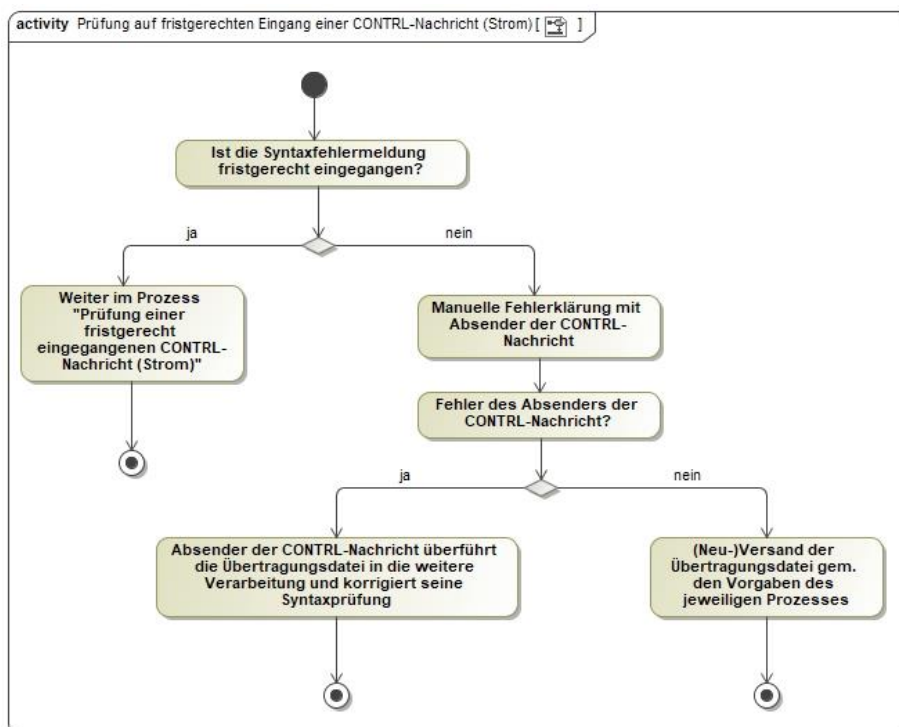 activity Prüfung auf fristgerechten Eingang einer CONTRL-Nachricht (Strom) [ ]
Ist die Syntaxfehlermeldung
fristgerecht eingegangen?
ja
nein
Weiter im Prozess
"Prüfung einer
fristgerecht
eingegangenen CONTRL-
Nachricht (Strom)"
Manuelle Fehlerklärung mit
Absender der CONTRL-
Nachricht
Fehler des Absenders der
CONTRL-Nachricht?
ja
nein
Absender der CONTRL-Nachricht überführt
die Übertragungsdatei in die weitere
Verarbeitung und korrigiert seine
Syntaxprüfung
(Neu-)Versand der
Übertragungsdatei gem.
den Vorgaben des
jeweiligen Prozesses